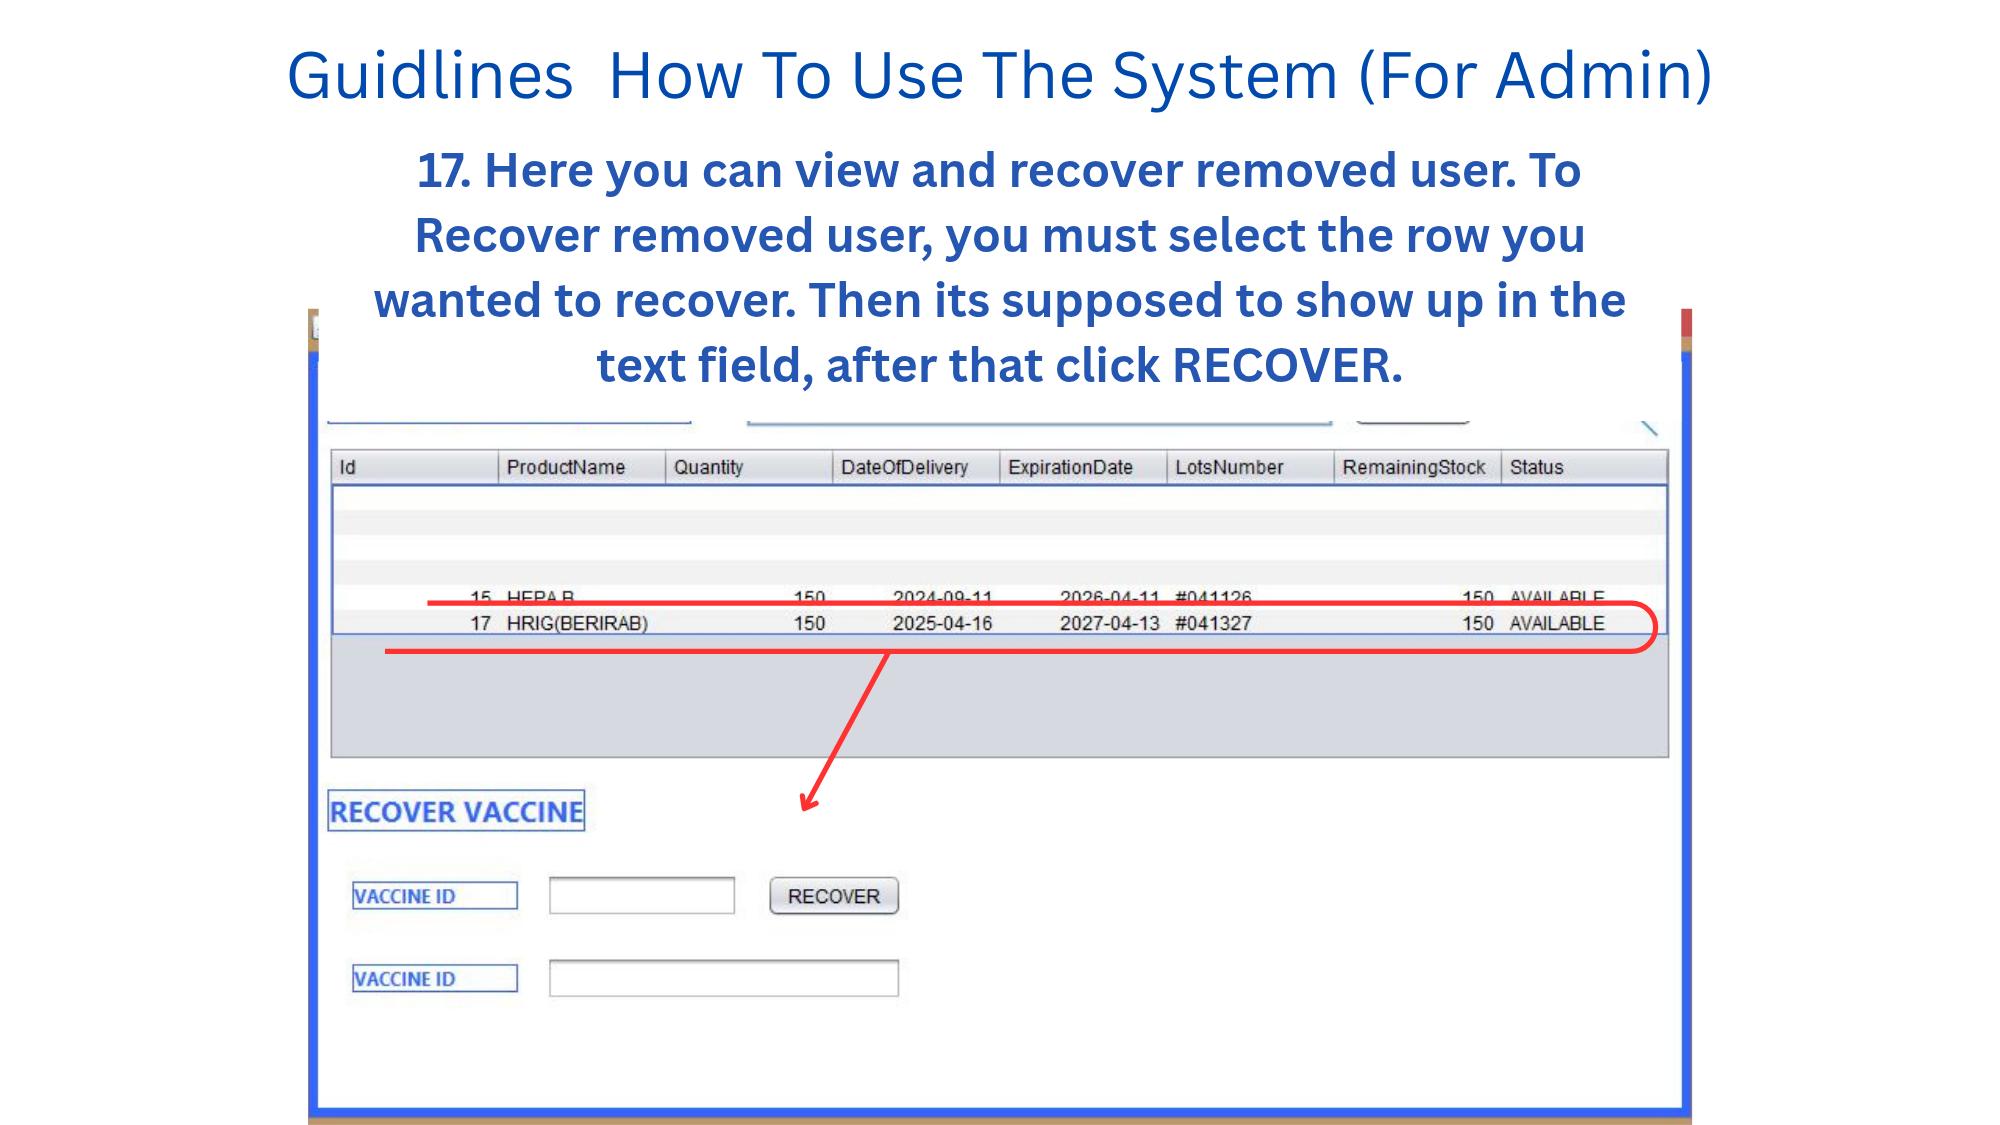 Guidlines How To Use The System (For Admin)
17. Here you can view and recover removed user. To
Recover removed user, you must select the row you
wanted to recover. Then its supposed to show up in the
text field, after that click RECOVER.
Id ProductName Quantity DateOfDelivery ExpirationDate LotsNumber RemainingStock Status
15 HEPA B 150 2024-09-11 2026-04-11 #041126 150 AVAILABLE
17 HRIG(BERIRAB) 150 2025-04-16 2027-04-13 #041327 150 AVAILABLE
RECOVER VACCINE
VACCINE ID RECOVER
VACCINE ID